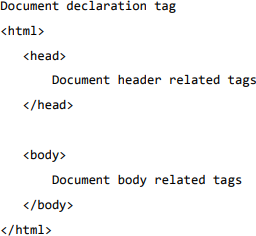 Document declaration tag
<html>
<head>
Document header related tags
</head>
<body>
Document body related tags
</body>
</html>